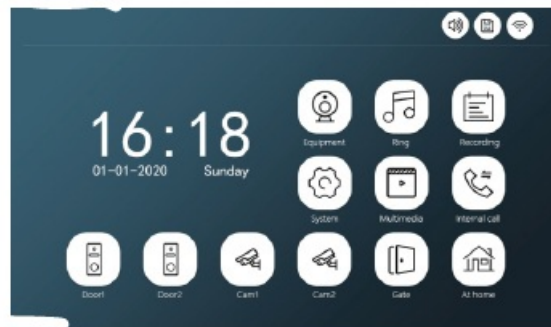 16:18
01-01-2020 Sunday
Equipment Ring Recording
System Multimedia Internal call
Door1 Door2 Cam1 Cam2 Gate At home